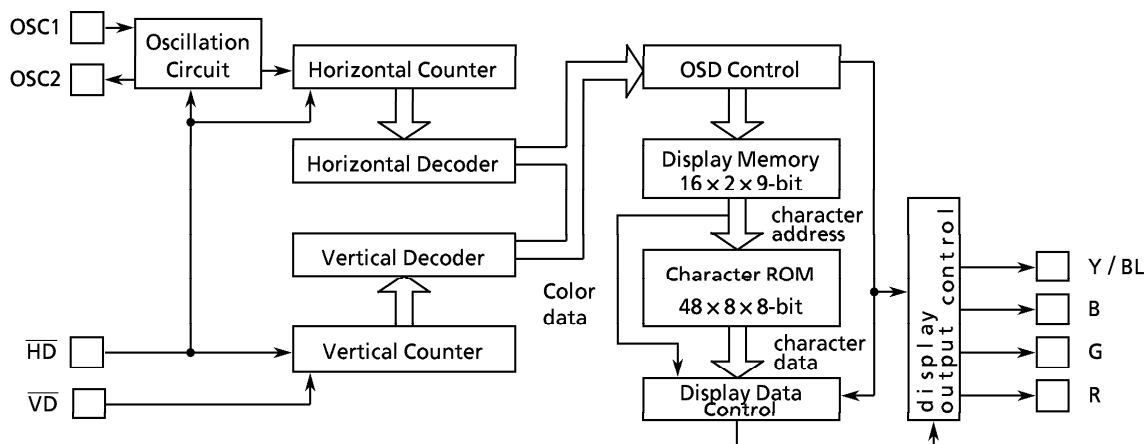 OSC1
OSC2
Oscillation
Circuit
Horizontal Counter
Horizontal Decoder
Vertical Decoder
Vertical Counter
HD
VD
OSD Control
Display Memory
16×2×9-bit
character
address
Character ROM
48×8×8-bit
Color
data
character
data
Display Data
Control
display
output control
Y / BL
B
G
R